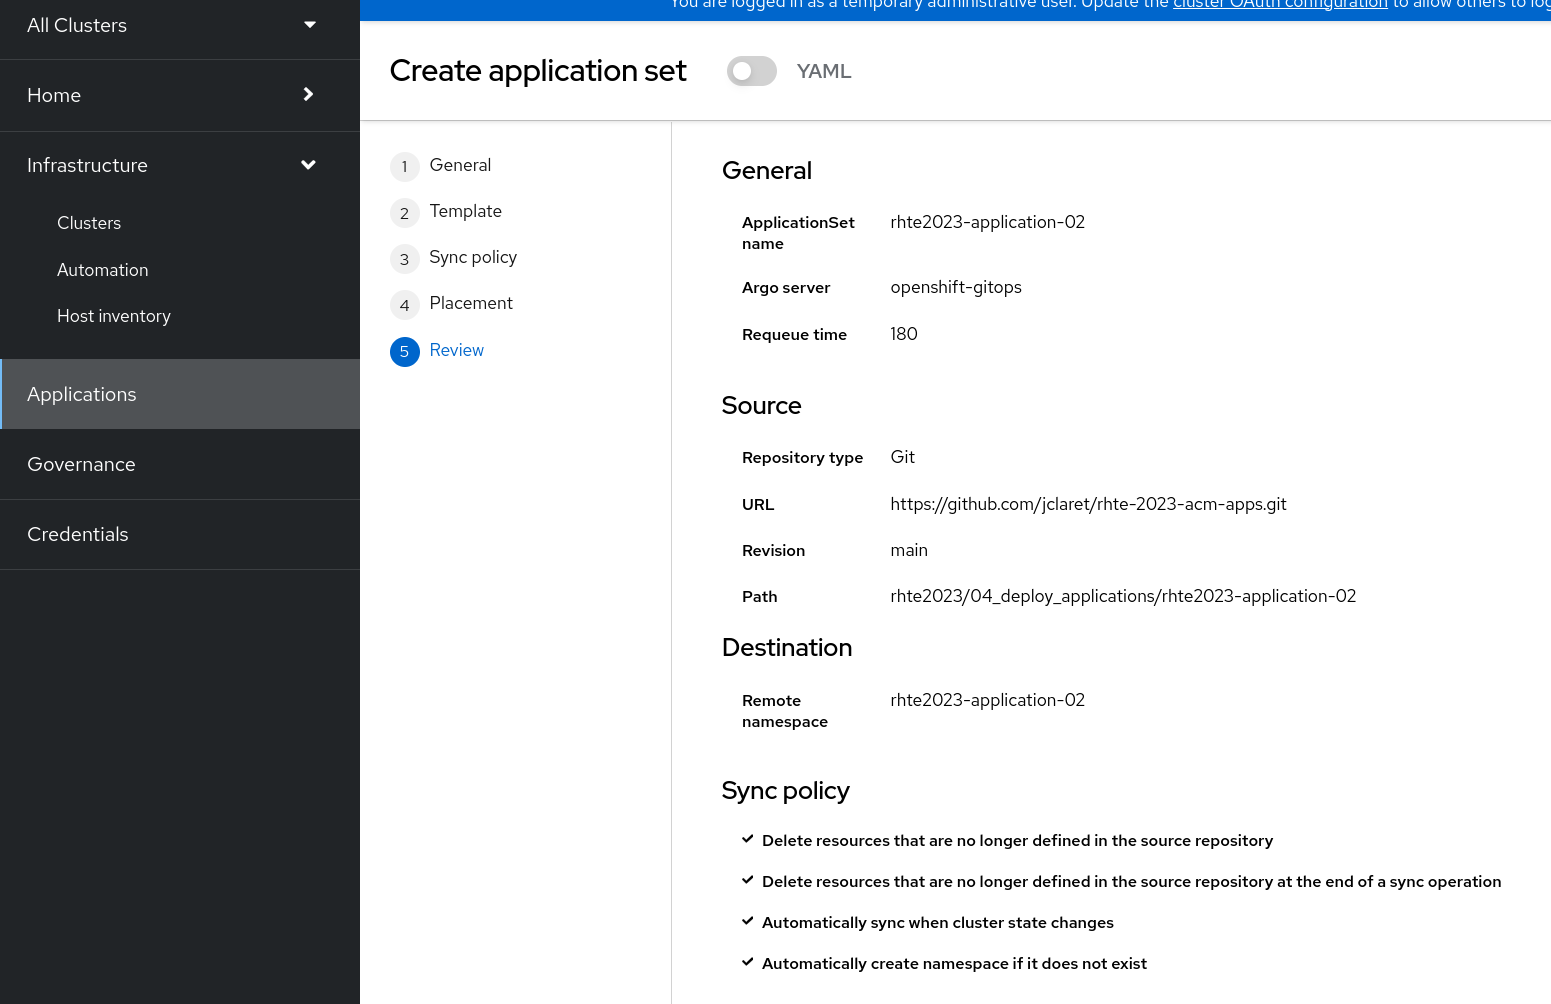 You are logged in as a temporary administrative user. Update the cluster OAuth configuration to allow others to log
All Clusters
Home
Infrastructure
Clusters
Automation
Host inventory
Applications
Governance
Credentials
Create application set
YAML
1 General
2 Template
3 Sync policy
4 Placement
5 Review
General
ApplicationSet name
rhte2023-application-02
Argo server
openshift-gitops
Requeue time
180
Source
Repository type
Git
URL
https://github.com/jclaret/rhte-2023-acm-apps.git
Revision
main
Path
rhte2023/04_deploy_applications/rhte2023-application-02
Destination
Remote namespace
rhte2023-application-02
Sync policy
Delete resources that are no longer defined in the source repository
Delete resources that are no longer defined in the source repository at the end of a sync operation
Automatically sync when cluster state changes
Automatically create namespace if it does not exist